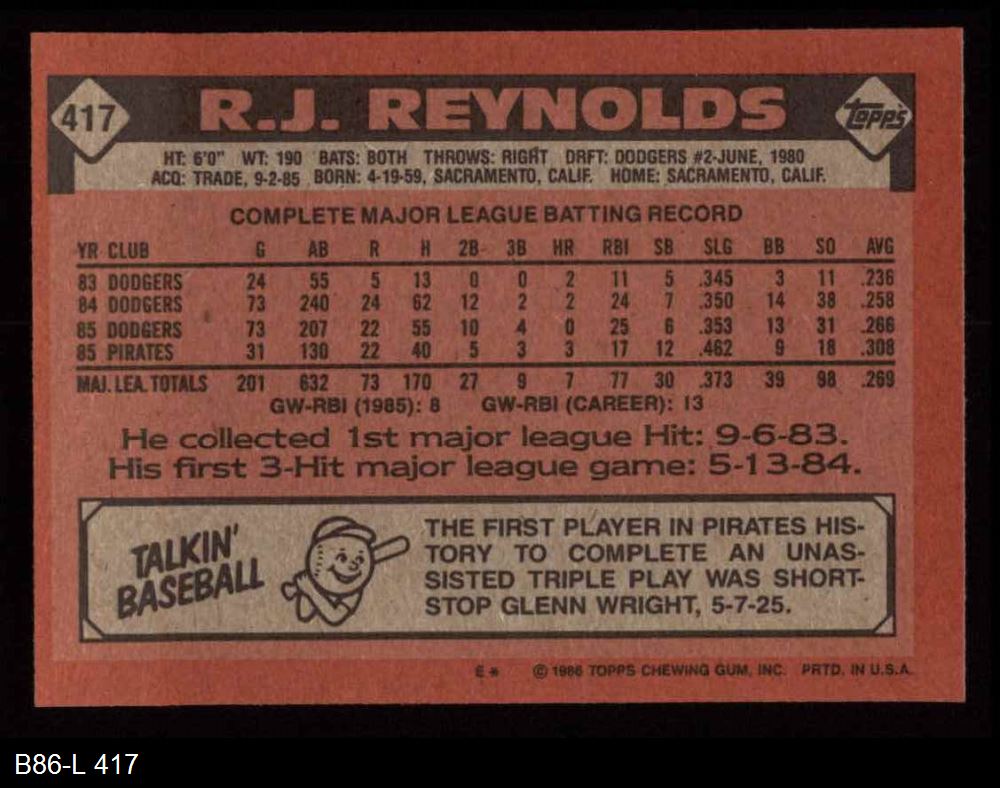 417
R.J. REYNOLDS
Topps
HT: 6'0" WT: 190 BATS: BOTH THROWS: RIGHT DRFT: DODGERS #2-JUNE, 1980
ACQ: TRADE, 9-2-85 BORN: 4-19-59, SACRAMENTO, CALIF. HOME: SACRAMENTO, CALIF.
COMPLETE MAJOR LEAGUE BATTING RECORD
YR CLUB G AB R H 2B 3B HR RBI SB SLG BB SO AVG
83 DODGERS 24 55 5 13 0 0 2 11 5 .345 3 11 .236
84 DODGERS 73 240 24 62 12 2 2 24 7 .350 14 38 .258
85 DODGERS 73 207 22 55 10 4 0 25 6 .353 13 31 .266
85 PIRATES 31 130 22 40 5 3 3 17 12 .462 9 18 .308
MAJ. LEA. TOTALS 201 632 73 170 27 9 7 77 30 .373 39 98 .269
GW-RBI (1985): 8 GW-RBI (CAREER): 13
He collected 1st major league Hit: 9-6-83.
His first 3-Hit major league game: 5-13-84.
TALKIN'
BASEBALL
THE FIRST PLAYER IN PIRATES HIS-
TORY TO COMPLETE AN UNAS-
SISTED TRIPLE PLAY WAS SHORT-
STOP GLENN WRIGHT, 5-7-25.
E* © 1986 TOPPS CHEWING GUM, INC. PRTD. IN U.S.A.
B86-L 417